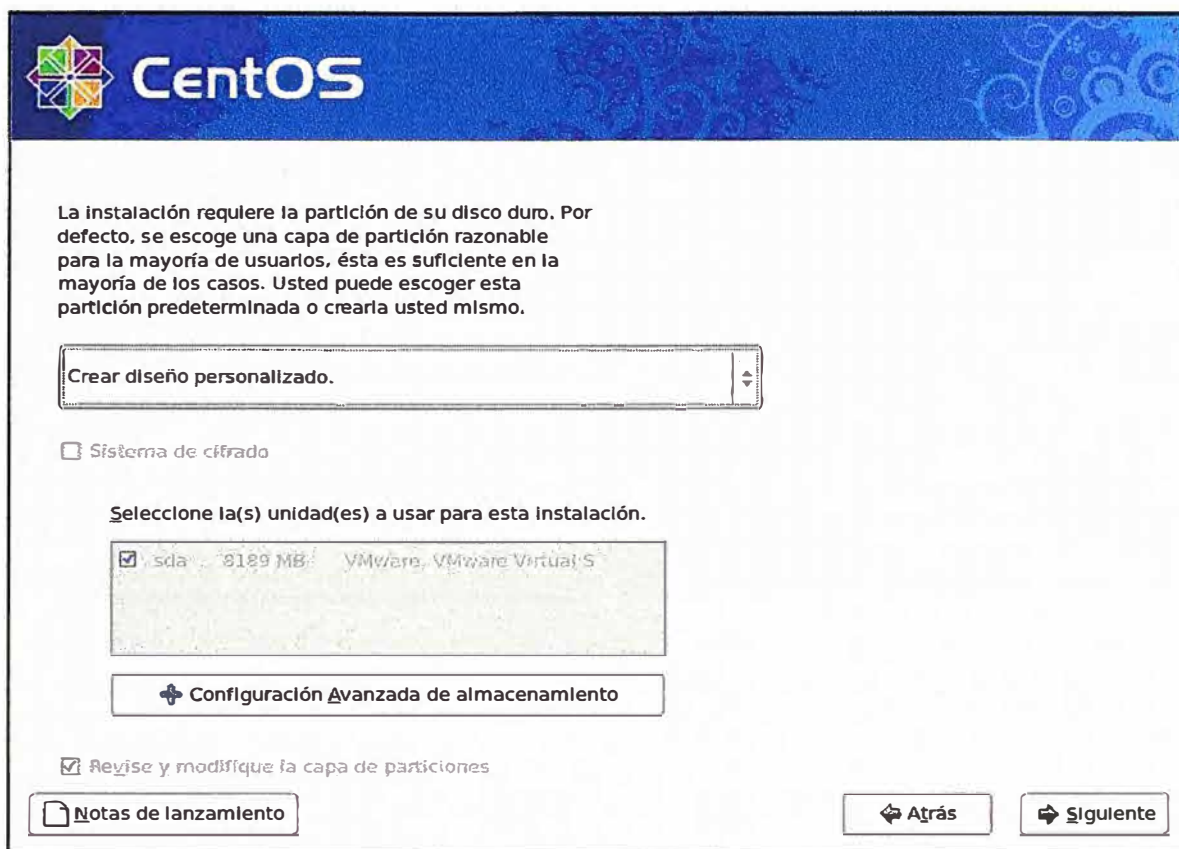 CentOS
La instalación requiere la partición de su disco duro. Por
defecto, se escoge una capa de partición razonable
para la mayoría de usuarios, ésta es suficiente en la
mayoría de los casos. Usted puede escoger esta
partición predeterminada o crearla usted mismo.
Crear diseño personalizado.
Sistema de cifrado
Seleccione la(s) unidad(es) a usar para esta instalación.
sda 8189 MB VMware, VMware Virtual S
Configuración Avanzada de almacenamiento
Revise y modifique la capa de particiones
Notas de lanzamiento
Atrás
Siguiente